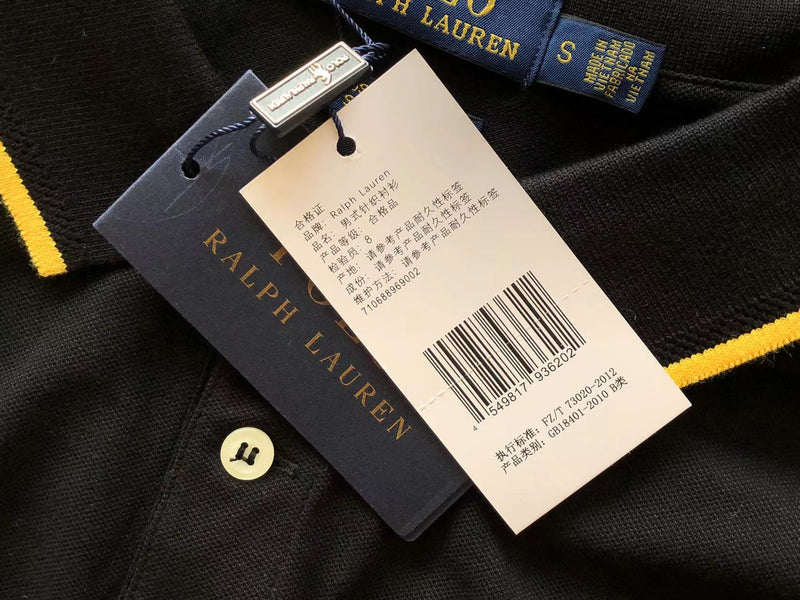 LO
PH LAUREN
S
MADE IN
VIETNAM
FABRICADO
VIETNAM
POLO RALPH LAUREN
RALPH LAUREN
合格证
品牌: Ralph Lauren
品名: 男式针织衬衫
产品等级: 合格品
检验员: 8
产地: 请参考产品耐久性标签
成份: 请参考产品耐久性标签
维护方法: 请参考产品耐久性标签
710688969002
4 549817 936202
执行标准: FZ/T 73020-2012
产品类别: GB18401-2010 B类